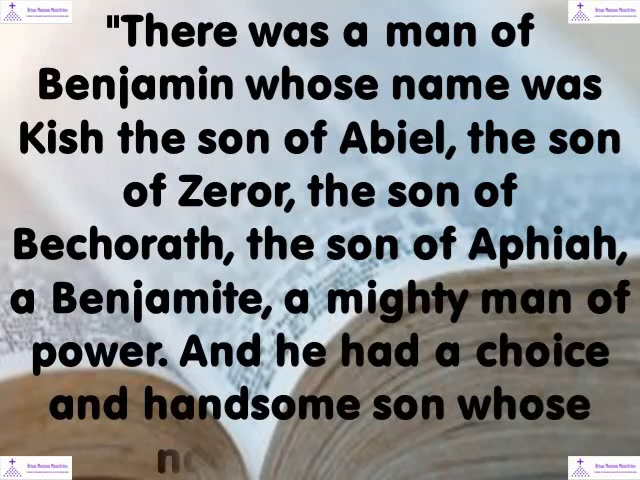 "There was a man of
Benjamin whose name was
Kish the son of Abiel, the son
of Zeror, the son of
Bechorath, the son of Aphiah,
a Benjamite, a mighty man of
power. And he had a choice
and handsome son whose